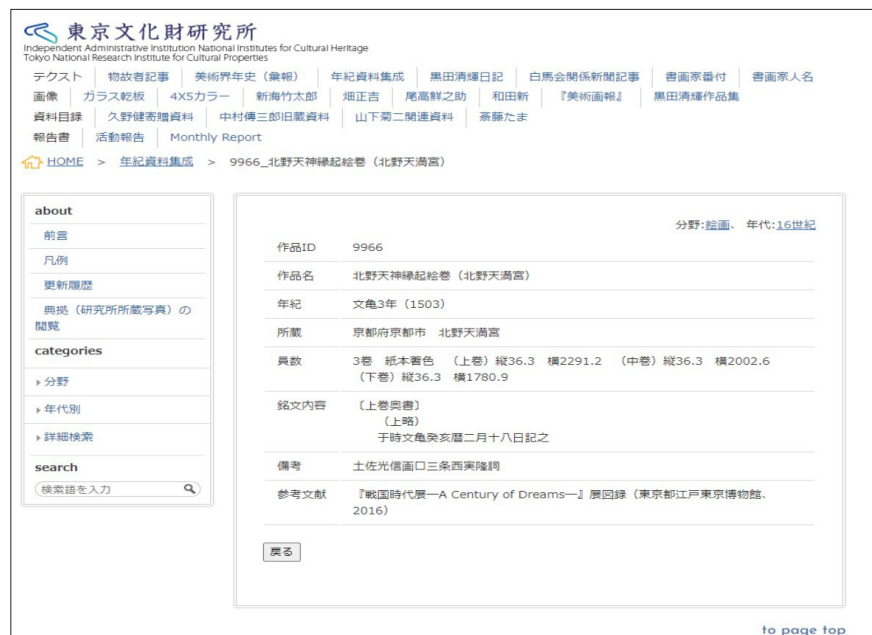 東京文化財研究所
Independent Administrative Institution National Institutes for Cultural Heritage
Tokyo National Research Institute for Cultural Properties
テクスト 物故者記事 美術界年史（彙報） 年紀資料集成 黒田清輝日記 白馬会関係新聞記事 書画家番付 書画家人名
画像 ガラス乾板 4X5カラー 新海竹太郎 畑正吉 尾高鮮之助 和田新 『美術画報』 黒田清輝作品集
資料目録 久野健寄贈資料 中村傳三郎旧蔵資料 山下菊二関連資料 斎藤たま
報告書 活動報告 Monthly Report
HOME > 年紀資料集成 > 9966_北野天神縁起絵巻（北野天満宮）
about
前言
凡例
更新履歴
典拠（研究所所蔵写真）の
閲覧
categories
分野
年代別
詳細検索
search
検索語を入力
分野:絵画、 年代:16世紀
作品ID 9966
作品名 北野天神縁起絵巻（北野天満宮）
年紀 文亀3年（1503）
所蔵 京都府京都市 北野天満宮
員数 3巻 紙本著色 （上巻）縦36.3 横2291.2 （中巻）縦36.3 横2002.6
（下巻）縦36.3 横1780.9
銘文内容 〔上巻奥書〕
（上略）
于時文亀癸亥暦二月十八日記之
備考 土佐光信画口三条西実隆詞
参考文献 『戦国時代展―A Century of Dreams―』展図録（東京都江戸東京博物館、
2016）
戻る
to page top